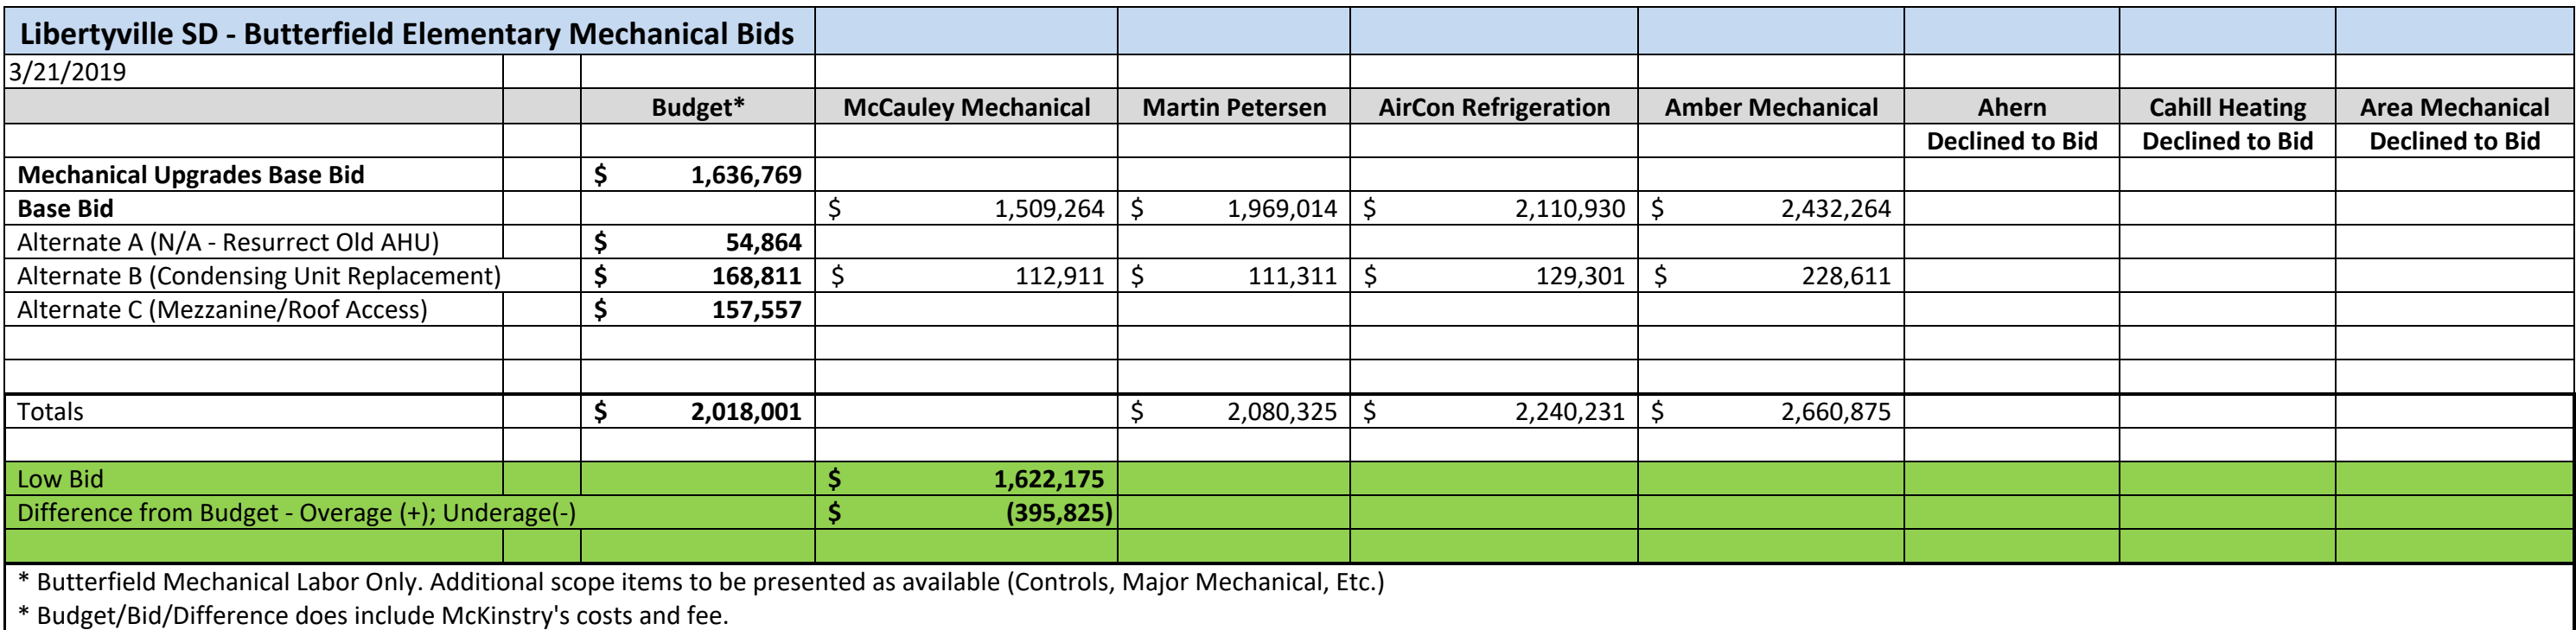 Libertyville SD - Butterfield Elementary Mechanical Bids
3/21/2019
Budget* McCauley Mechanical Martin Petersen AirCon Refrigeration Amber Mechanical Ahern Cahill Heating Area Mechanical
Declined to Bid Declined to Bid Declined to Bid
Mechanical Upgrades Base Bid $ 1,636,769
Base Bid $ 1,509,264 $ 1,969,014 $ 2,110,930 $ 2,432,264
Alternate A (N/A - Resurrect Old AHU) $ 54,864
Alternate B (Condensing Unit Replacement) $ 168,811 $ 112,911 $ 111,311 $ 129,301 $ 228,611
Alternate C (Mezzanine/Roof Access) $ 157,557
Totals $ 2,018,001 $ 2,080,325 $ 2,240,231 $ 2,660,875
Low Bid $ 1,622,175
Difference from Budget - Overage (+); Underage(-) $ (395,825)
* Butterfield Mechanical Labor Only. Additional scope items to be presented as available (Controls, Major Mechanical, Etc.)
* Budget/Bid/Difference does include McKinstry's costs and fee.